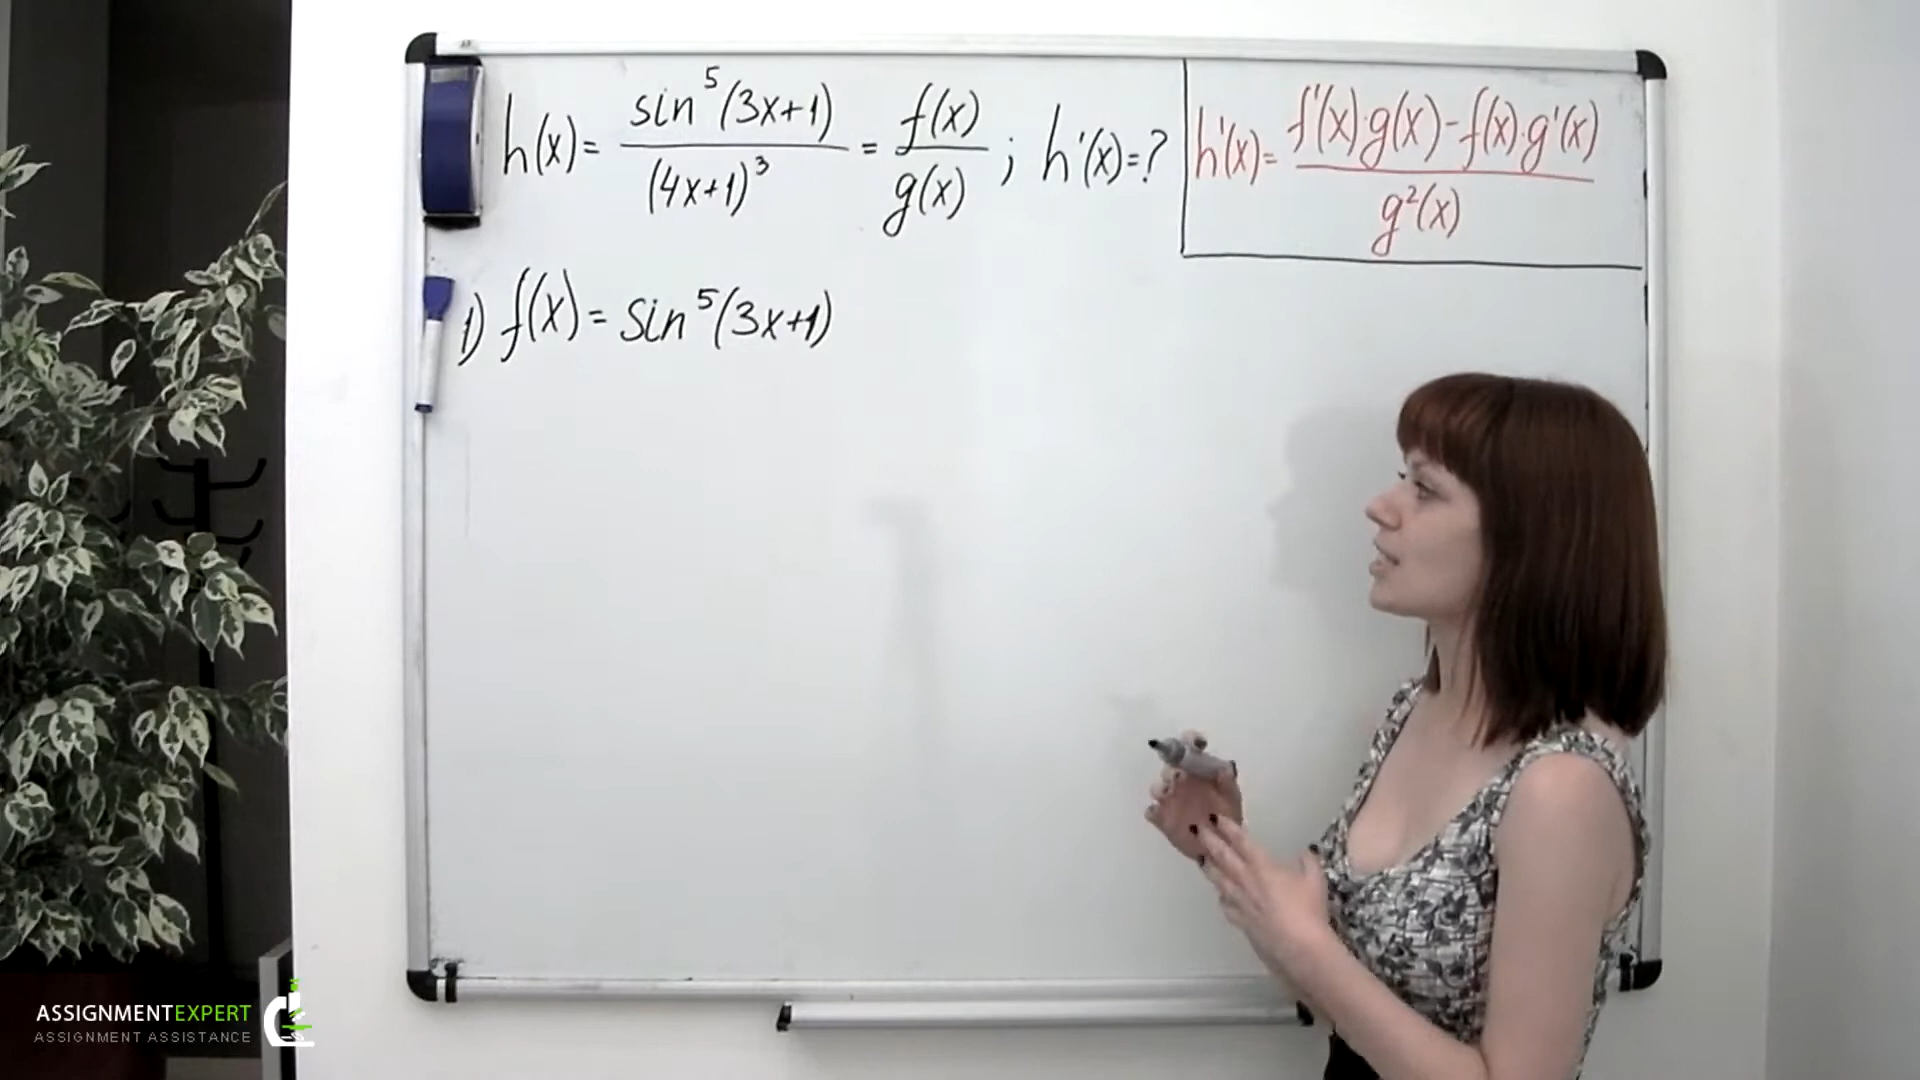 h(x) = sin⁵(3x+1) / (4x+1)³ = f(x) / g(x) ; h'(x) = ?
h'(x) = f'(x)·g(x) - f(x)·g'(x) / g²(x)
1) f(x) = sin⁵(3x+1)
ASSIGNMENTEXPERT
ASSIGNMENT ASSISTANCE